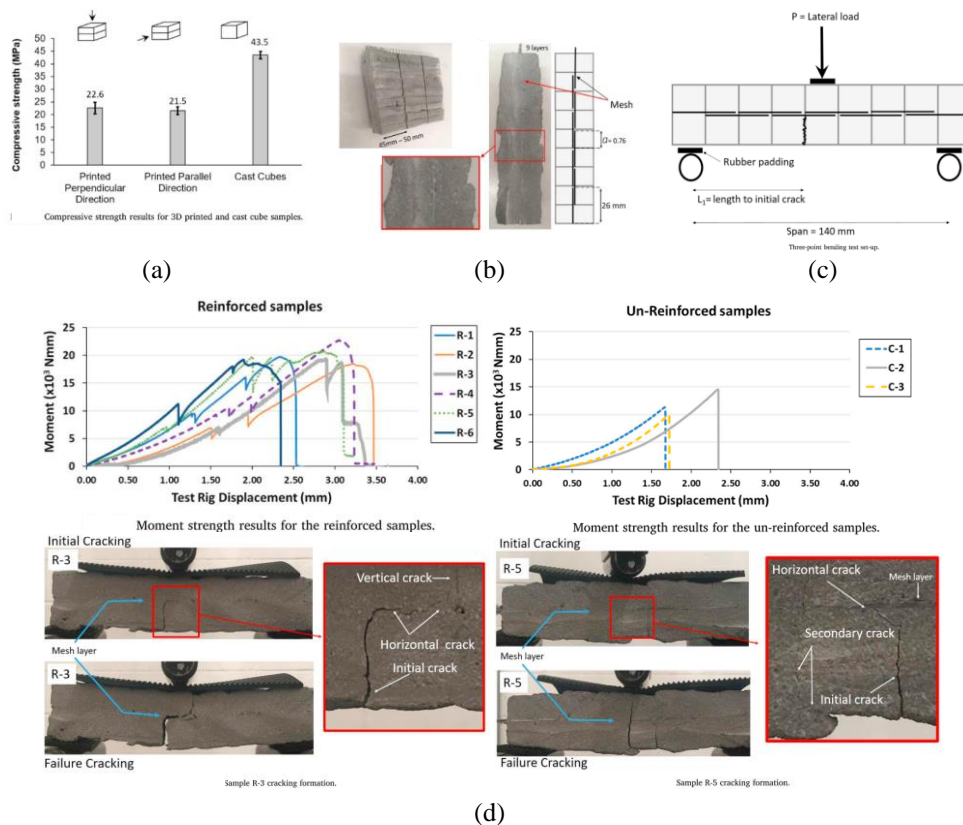 Compressive strength (MPa)
50
45
40
35
30
25
20
15
10
5
0
22.6
21.5
43.5
Printed
Perpendicular
Direction
Printed Parallel
Direction
Cast Cubes
Compressive strength results for 3D printed and cast cube samples.
(a)
9 layers
Mesh
45mm – 50 mm
= 0.76
26 mm
(b)
P = Lateral load
Rubber padding
L₁= length to initial crack
Span = 140 mm
Three-point bending test set-up.
(c)
Reinforced samples
Moment (x10³ Nmm)
25
20
15
10
5
0
0.00 0.50 1.00 1.50 2.00 2.50 3.00 3.50 4.00
Test Rig Displacement (mm)
R-1
R-2
R-3
R-4
R-5
R-6
Moment strength results for the reinforced samples.
Un-Reinforced samples
Moment (x10³ Nmm)
25
20
15
10
5
0
0.00 0.50 1.00 1.50 2.00 2.50 3.00 3.50 4.00
Test Rig Displacement (mm)
C-1
C-2
C-3
Moment strength results for the un-reinforced samples.
Initial Cracking
R-3
Mesh layer
R-3
Failure Cracking
Vertical crack
Horizontal crack
Initial crack
Sample R-3 cracking formation.
Initial Cracking
R-5
Mesh layer
R-5
Failure Cracking
Horizontal crack
Mesh layer
Secondary crack
Initial crack
Sample R-5 cracking formation.
(d)